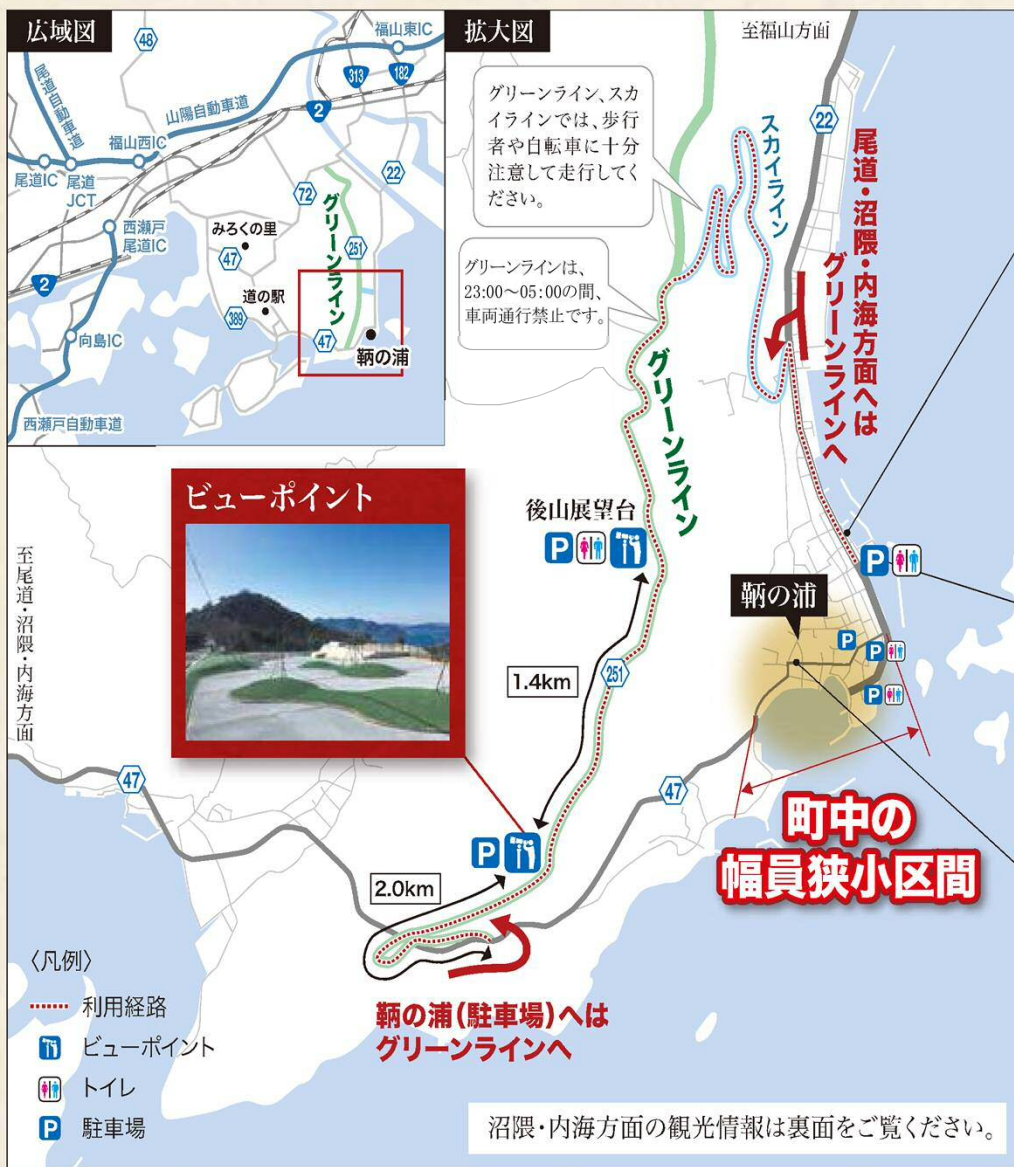 広域図
福山東IC
48
尾道自動車道
313
182
2
山陽自動車道
福山西IC
尾道IC
尾道
JCT
22
72
グリーンライン
西瀬戸
尾道IC
みろくの里
47
251
2
道の駅
389
47
向島IC
鞆の浦
西瀬戸自動車道
拡大図
至福山方面
グリーンライン、スカ
イラインでは、歩行
者や自転車に十分
注意して走行してく
ださい。
スカイライン
22
尾道・沼隈・内海方面へは
グリーンラインへ
グリーンラインは、
23:00～05:00の間、
車両通行禁止です。
グリーンライン
ビューポイント
後山展望台
P
P
鞆の浦
P
P
P
至尾道・沼隈・内海方面
1.4km
251
47
47
町中の
幅員狭小区間
P
2.0km
鞆の浦(駐車場)へは
グリーンラインへ
〈凡例〉
利用経路
ビューポイント
トイレ
P 駐車場
沼隈・内海方面の観光情報は裏面をご覧ください。